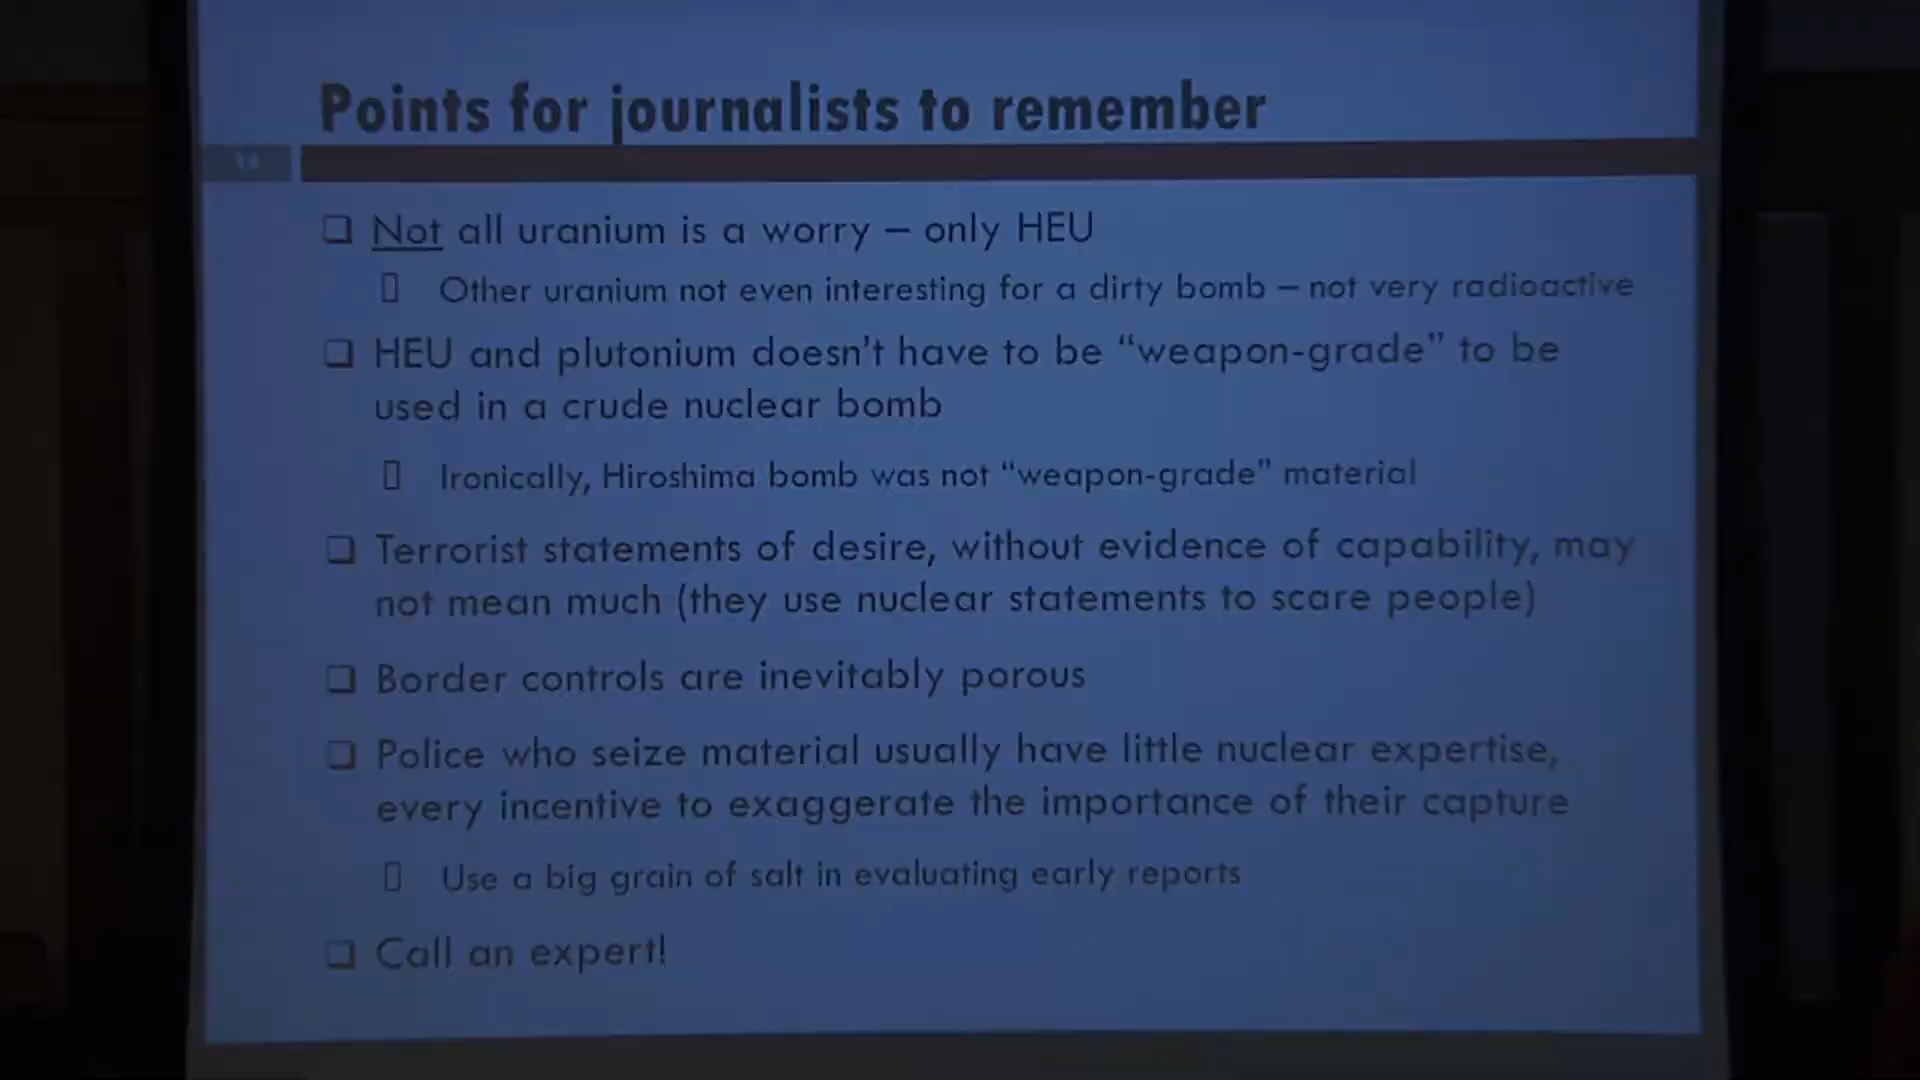 Points for journalists to remember
❑ Not all uranium is a worry – only HEU
Other uranium not even interesting for a dirty bomb – not very radioactive
❑ HEU and plutonium doesn't have to be “weapon-grade” to be
used in a crude nuclear bomb
Ironically, Hiroshima bomb was not “weapon-grade” material
❑ Terrorist statements of desire, without evidence of capability, may
not mean much (they use nuclear statements to scare people)
❑ Border controls are inevitably porous
❑ Police who seize material usually have little nuclear expertise,
every incentive to exaggerate the importance of their capture
Use a big grain of salt in evaluating early reports
❑ Call an expert!